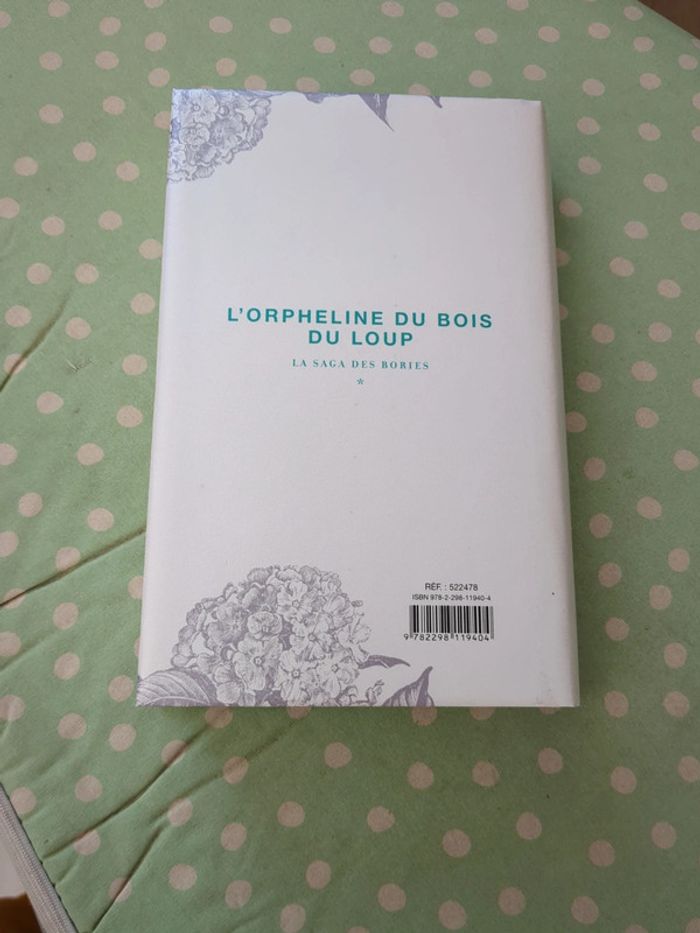 L'ORPHELINE DU BOIS
DU LOUP
LA SAGA DES BORIES
*
RÉF. : 522478
ISBN 978-2-298-11940-4
9 782298 119404